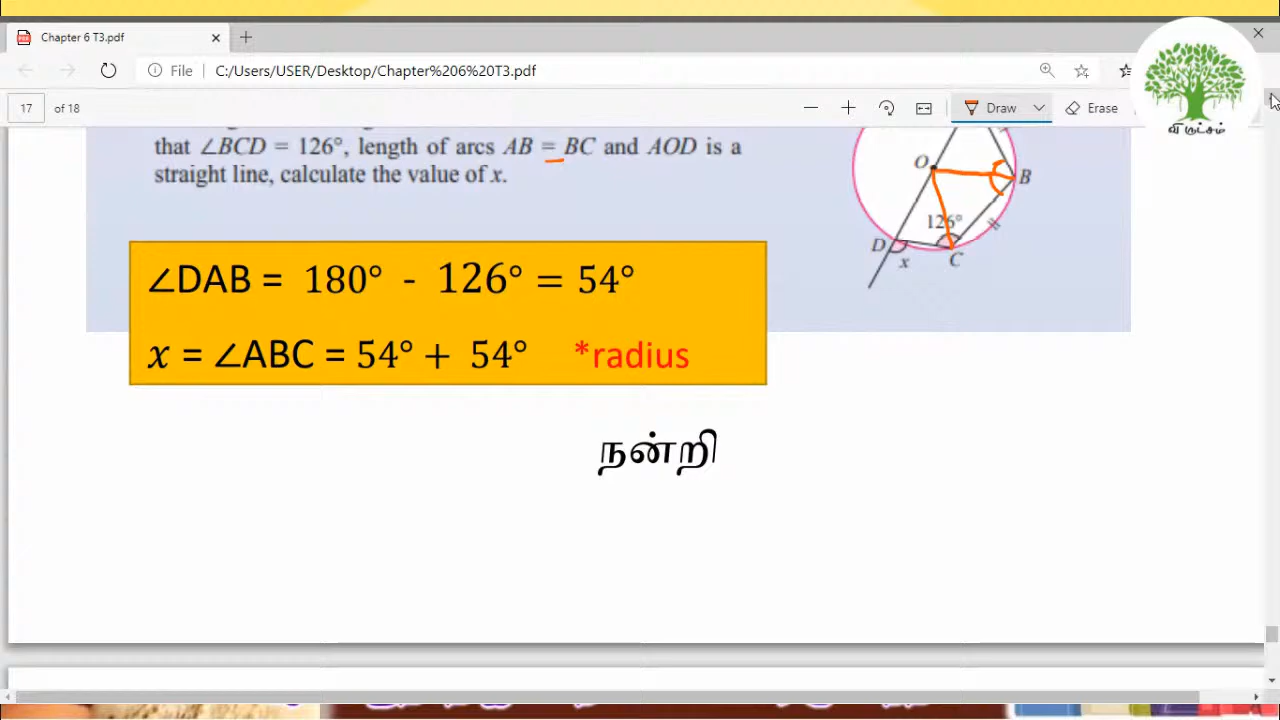 Chapter 6 T3.pdf
விருட்சம்
File
C:/Users/USER/Desktop/Chapter%206%20T3.pdf
17 of 18
Draw
Erase
that ∠BCD = 126°, length of arcs AB = BC and AOD is a
straight line, calculate the value of x.
O
B
126°
D
x
C
∠DAB = 180° - 126° = 54°
x = ∠ABC = 54° + 54° *radius
நன்றி